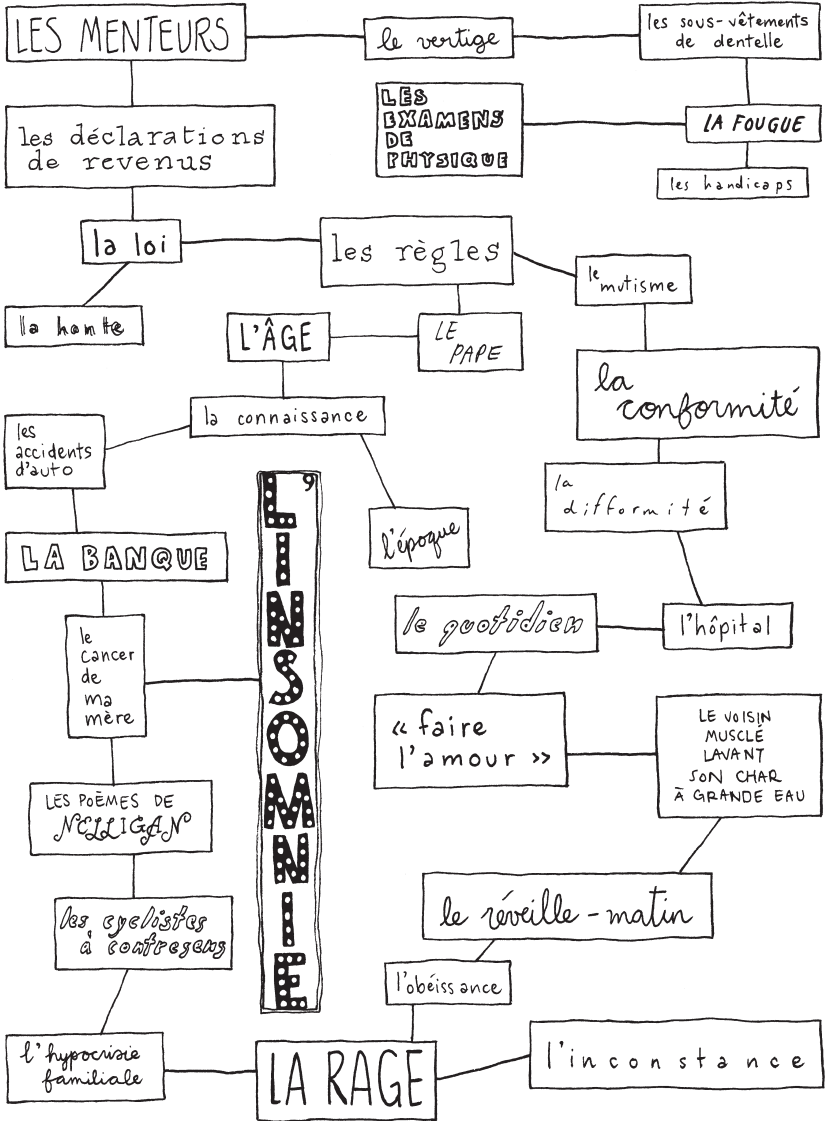 LES MENTEURS
le vertige
les sous-vêtements
de dentelle
LES
EXAMENS
DE
PHYSIQUE
LA FOUGUE
les déclarations
de revenus
les handicaps
la loi
les règles
le
mutisme
la honte
L'ÂGE
LE
PAPE
la
conformité
la connaissance
les
accidents
d'auto
la
difformité
L'INSOMNIE
l'époque
LA BANQUE
le quotidien
l'hôpital
le
cancer
de
ma
mère
« faire
l'amour »
LE VOISIN
MUSCLÉ
LAVANT
SON CHAR
À GRANDE EAU
LES POÈMES DE
NELLIGAN
le réveille-matin
les cyclistes
à contresens
l'obéissance
l'hypocrisie
familiale
LA RAGE
l'inconstance